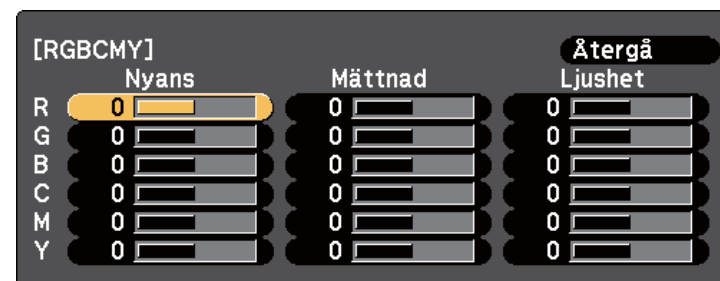 [RGBCMY] Återgå
Nyans Mättnad Ljushet
R 0 0 0
G 0 0 0
B 0 0 0
C 0 0 0
M 0 0 0
Y 0 0 0